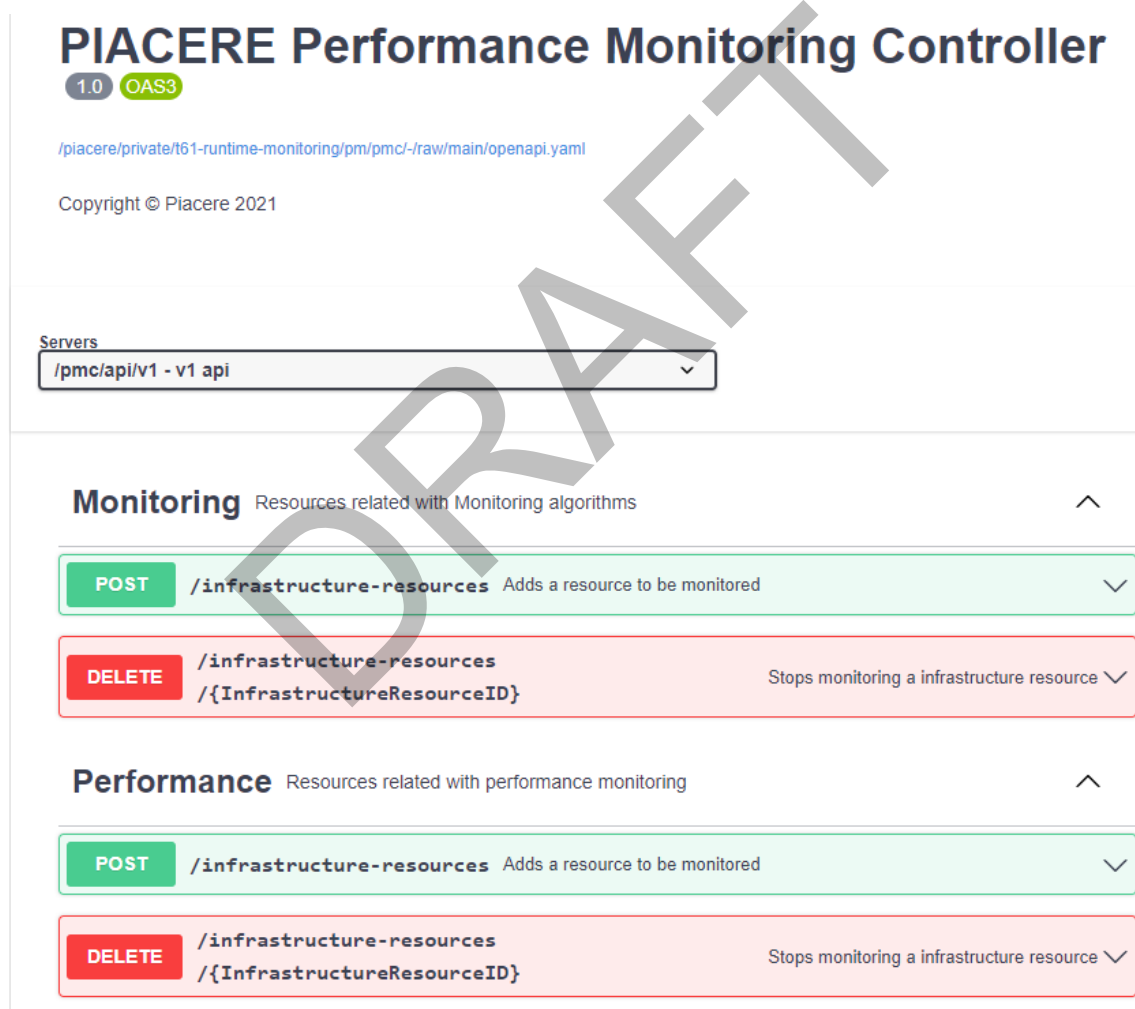 PIACERE Performance Monitoring Controller
1.0 OAS3
/piacere/private/t61-runtime-monitoring/pm/pmc/-/raw/main/openapi.yaml
Copyright © Piacere 2021
Servers
/pmc/api/v1 - v1 api
Monitoring Resources related with Monitoring algorithms
POST /infrastructure-resources Adds a resource to be monitored
DELETE /infrastructure-resources
/{InfrastructureResourceID} Stops monitoring a infrastructure resource
Performance Resources related with performance monitoring
POST /infrastructure-resources Adds a resource to be monitored
DELETE /infrastructure-resources
/{InfrastructureResourceID} Stops monitoring a infrastructure resource
DRAFT